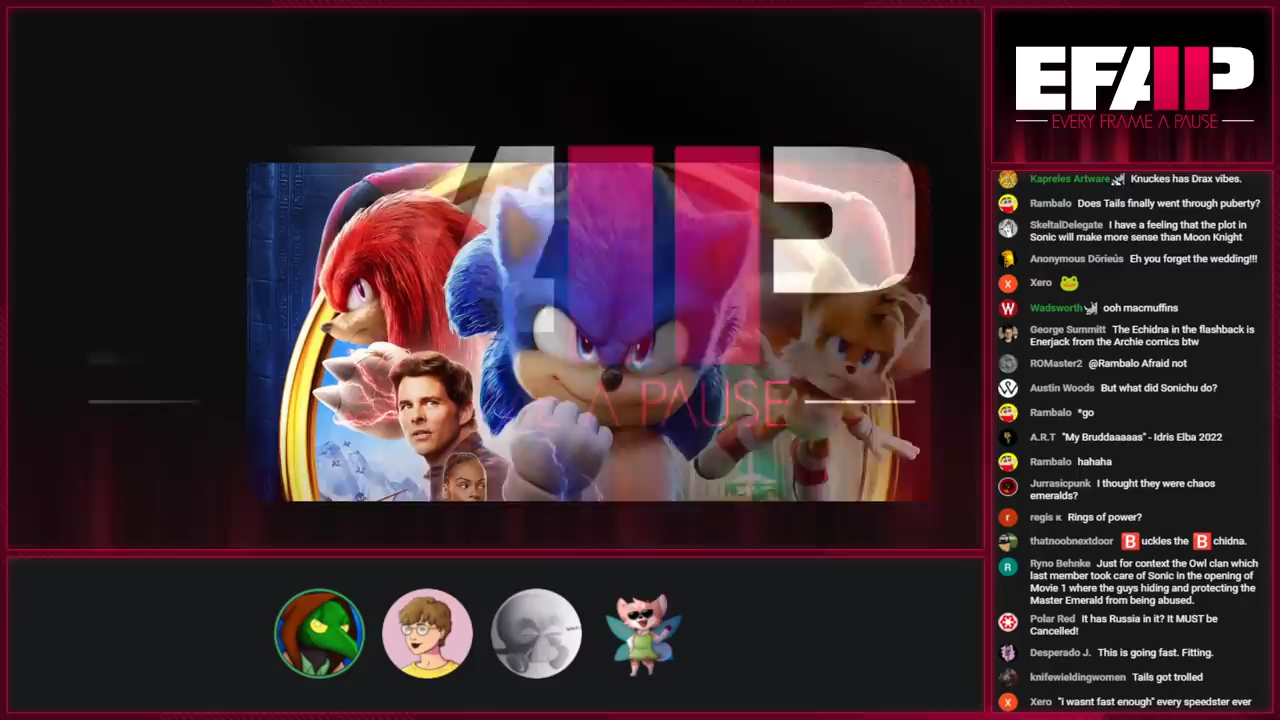 AIIP
E A PAUSE
EFAIIP
EVERY FRAME A PAUSE
Kapreles Artware Knuckes has Drax vibes.
Rambalo Does Tails finally went through puberty?
SkeltalDelegate I have a feeling that the plot in
Sonic will make more sense than Moon Knight
Anonymous Dōrieús Eh you forget the wedding!!!
X
Xero 🐸
W
Wadsworth ooh macmuffins
George Summitt The Echidna in the flashback is
Enerjack from the Archie comics btw
ROMaster2 @Rambalo Afraid not
Austin Woods But what did Sonichu do?
Rambalo *go
A.R.T "My Bruddaaaaas" - Idris Elba 2022
Rambalo hahaha
Jurrasicpunk I thought they were chaos
emeralds?
r
regis ĸ Rings of power?
thatnoobnextdoor 🅱uckles the 🅱chidna.
R
Ryno Behnke Just for context the Owl clan which
last member took care of Sonic in the opening of
Movie 1 where the guys hiding and protecting the
Master Emerald from being abused.
Polar Red It has Russia in it? It MUST be
Cancelled!
Desperado J. This is going fast. Fitting.
knifewieldingwomen Tails got trolled
X
Xero "i wasnt fast enough" every speedster ever